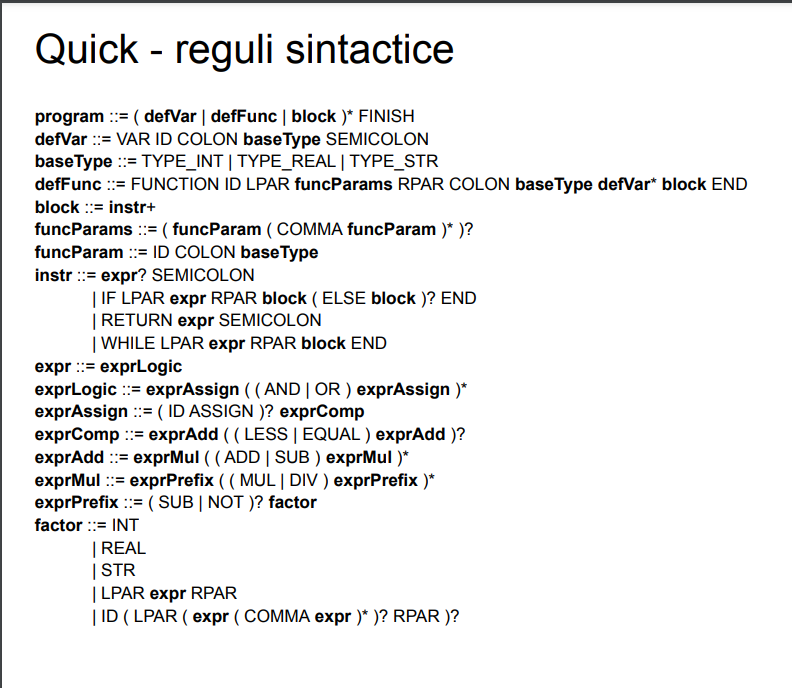 Quick - reguli sintactice
program ::= ( defVar | defFunc | block )* FINISH
defVar ::= VAR ID COLON baseType SEMICOLON
baseType ::= TYPE_INT | TYPE_REAL | TYPE_STR
defFunc ::= FUNCTION ID LPAR funcParams RPAR COLON baseType defVar* block END
block ::= instr+
funcParams ::= ( funcParam ( COMMA funcParam )* )?
funcParam ::= ID COLON baseType
instr ::= expr? SEMICOLON
| IF LPAR expr RPAR block ( ELSE block )? END
| RETURN expr SEMICOLON
| WHILE LPAR expr RPAR block END
expr ::= exprLogic
exprLogic ::= exprAssign ( ( AND | OR ) exprAssign )*
exprAssign ::= ( ID ASSIGN )? exprComp
exprComp ::= exprAdd ( ( LESS | EQUAL ) exprAdd )?
exprAdd ::= exprMul ( ( ADD | SUB ) exprMul )*
exprMul ::= exprPrefix ( ( MUL | DIV ) exprPrefix )*
exprPrefix ::= ( SUB | NOT )? factor
factor ::= INT
| REAL
| STR
| LPAR expr RPAR
| ID ( LPAR ( expr ( COMMA expr )* )? RPAR )?